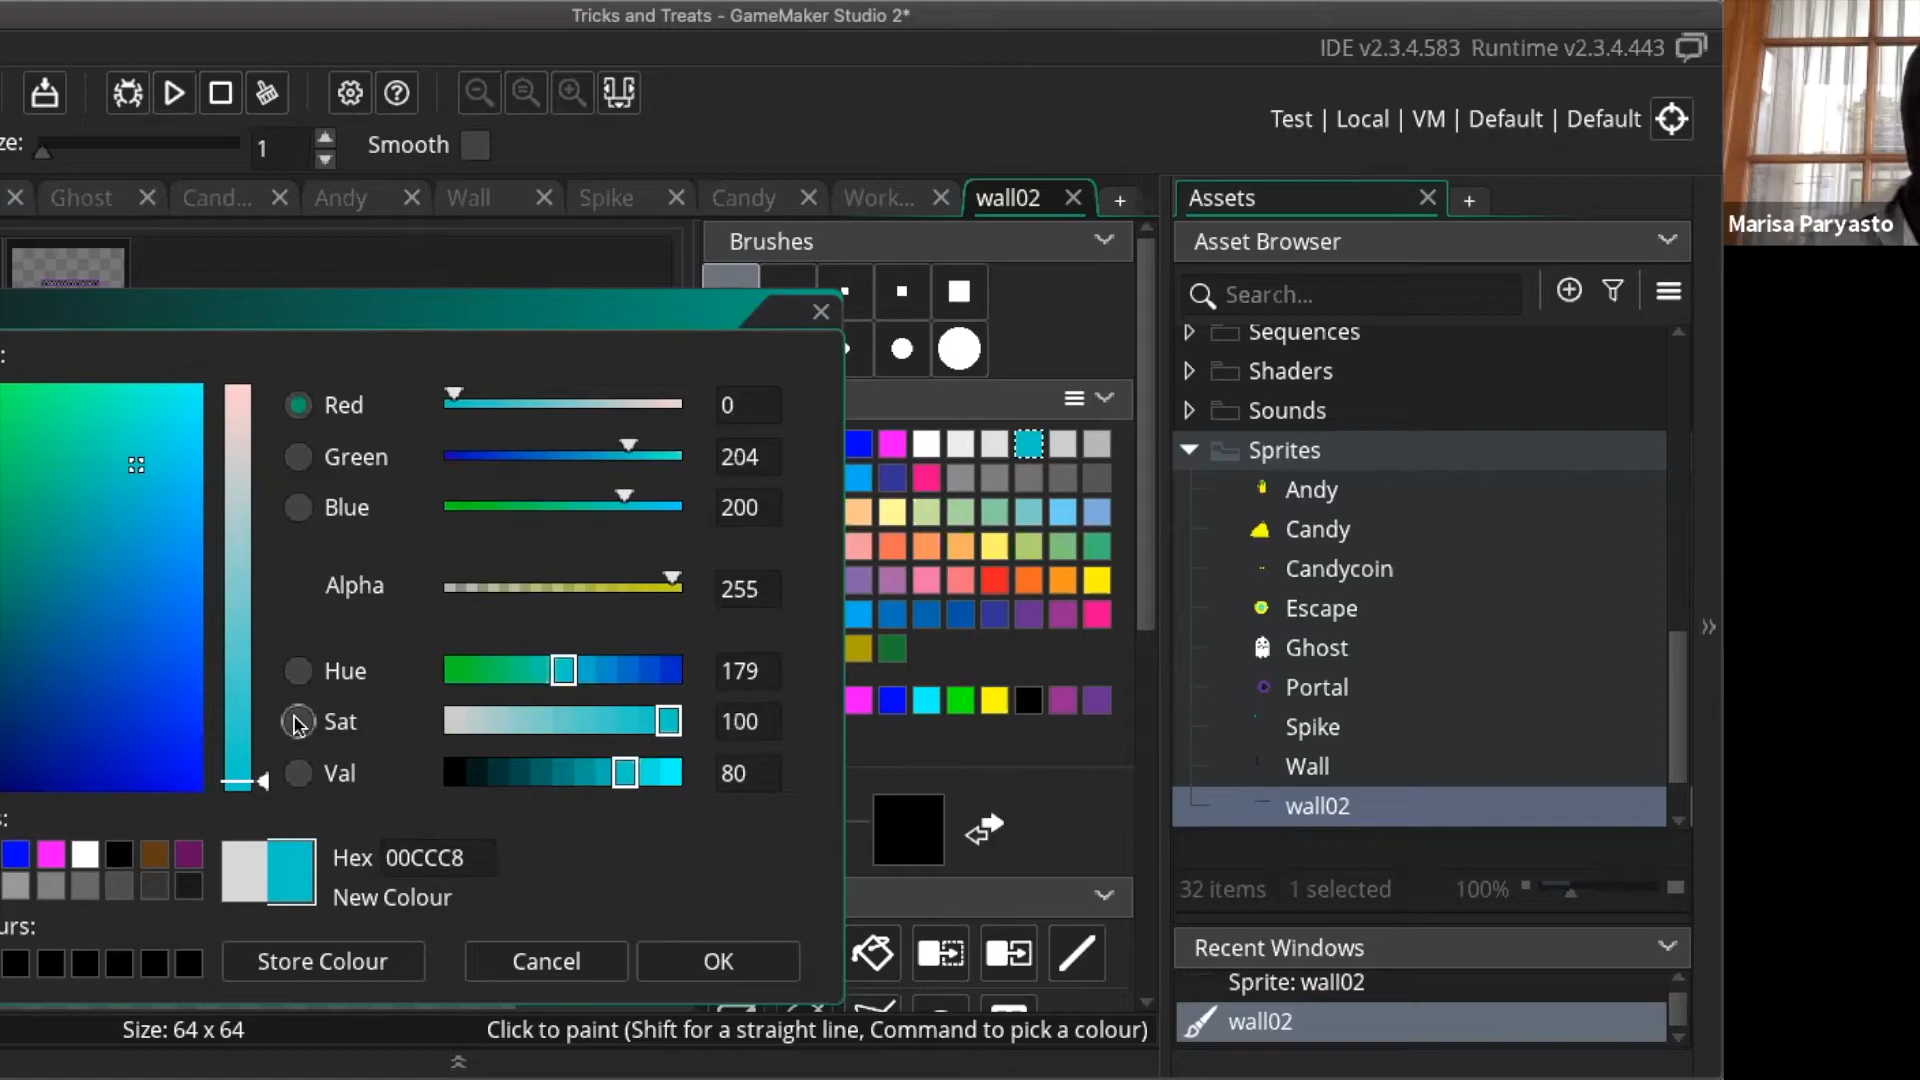 Tricks and Treats - GameMaker Studio 2*
IDE v2.3.4.583 Runtime v2.3.4.443
Test | Local | VM | Default | Default
ze:
1
Smooth
Ghost
Cand...
Andy
Wall
Spike
Candy
Work...
wall02
+
Assets
+
Marisa Paryasto
Brushes
Asset Browser
Search...
Sequences
Shaders
Sounds
Sprites
Andy
Candy
Candycoin
Escape
Ghost
Portal
Spike
Wall
wall02
:
Red
0
Green
204
Blue
200
Alpha
255
Hue
179
Sat
100
Val
80
s:
Hex 00CCC8
New Colour
urs:
Store Colour
Cancel
OK
32 items
1 selected
100%
Recent Windows
Sprite: wall02
wall02
Size: 64 x 64
Click to paint (Shift for a straight line, Command to pick a colour)